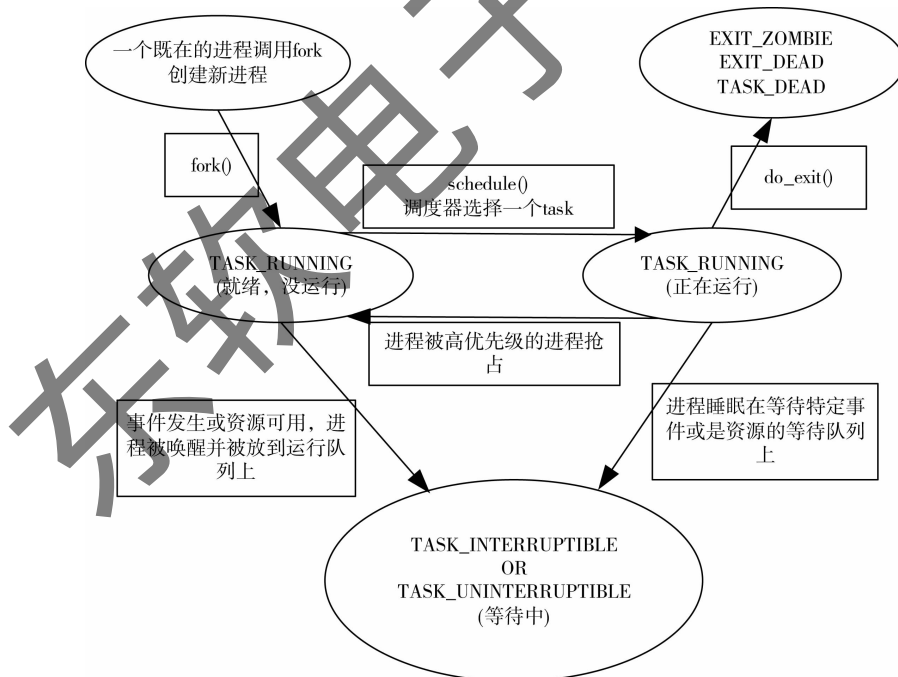 一个既在的进程调用fork
创建新进程
EXIT_ZOMBIE
EXIT_DEAD
TASK_DEAD
fork()
schedule()
调度器选择一个task
do_exit()
TASK_RUNNING
(就绪，没运行)
TASK_RUNNING
(正在运行)
进程被高优先级的进程抢
占
事件发生或资源可用，进
程被唤醒并被放到运行队
列上
进程睡眠在等待特定事
件或是资源的等待队列
上
TASK_INTERRUPTIBLE
OR
TASK_UNINTERRUPTIBLE
(等待中)
东软电子